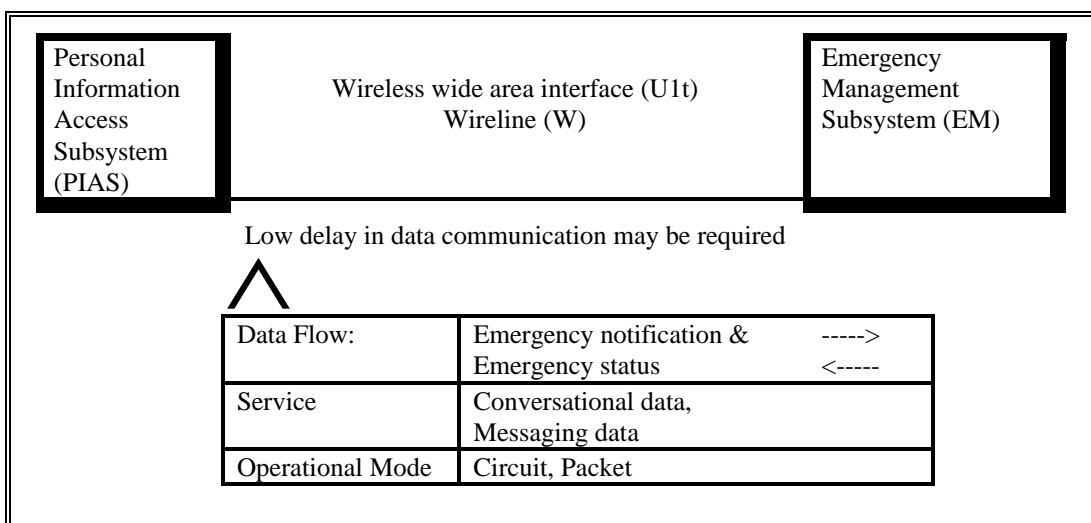 Personal
Information
Access
Subsystem
(PIAS)
Wireless wide area interface (U1t)
Wireline (W)
Emergency
Management
Subsystem (EM)
Low delay in data communication may be required
Data Flow: Emergency notification & ----->
Emergency status <-----
Service Conversational data,
Messaging data
Operational Mode Circuit, Packet